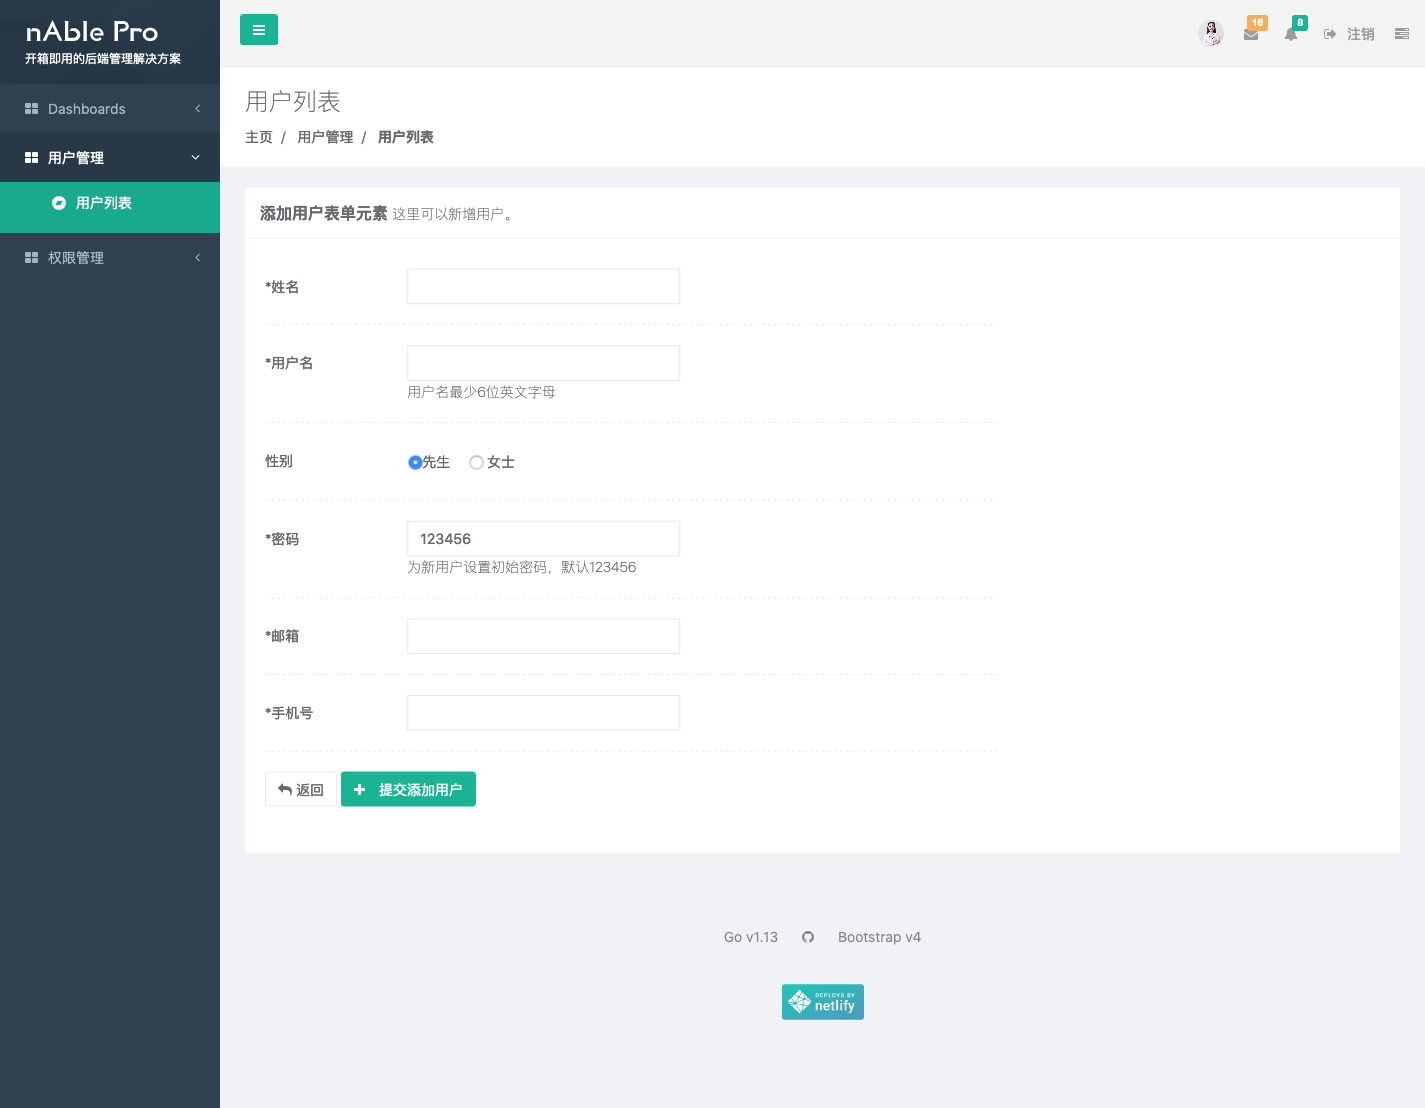 nAble Pro
开箱即用的后端管理解决方案
Dashboards
用户管理
用户列表
权限管理
16
8
注销
用户列表
主页 / 用户管理 / 用户列表
添加用户表单元素 这里可以新增用户。
*姓名
*用户名
用户名最少6位英文字母
性别
先生 女士
*密码
123456
为新用户设置初始密码，默认123456
*邮箱
*手机号
返回
提交添加用户
Go v1.13
Bootstrap v4
DEPLOYS BY
netlify